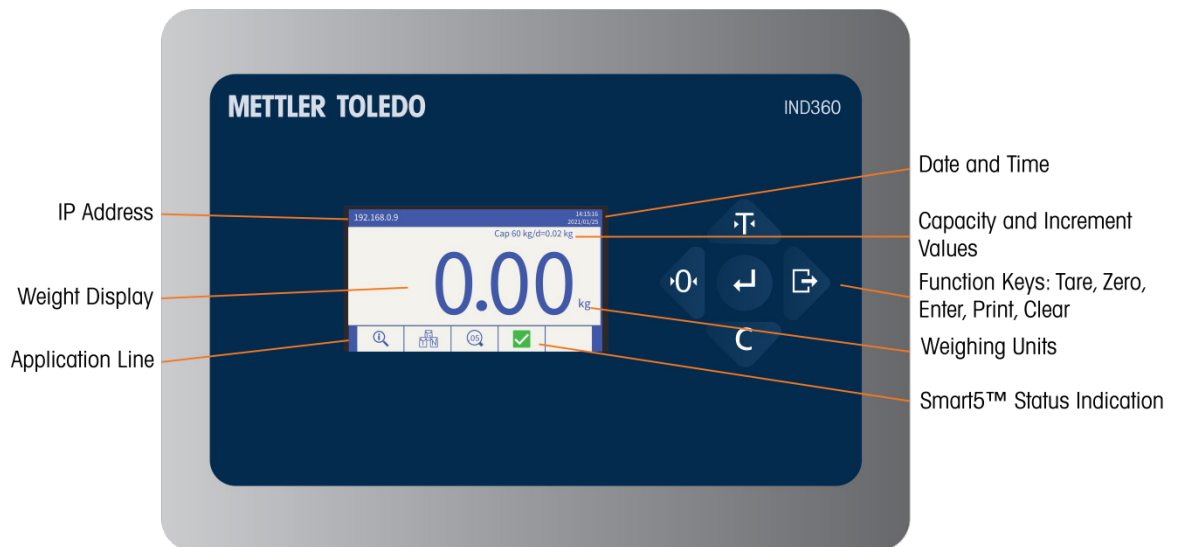 METTLER TOLEDO
IND360
IP Address
Weight Display
Application Line
192.168.0.9
14:15:16
2021/01/25
Cap 60 kg/d=0.02 kg
0.00
kg
T
0
C
Date and Time
Capacity and Increment
Values
Function Keys: Tare, Zero,
Enter, Print, Clear
Weighing Units
Smart5™ Status Indication